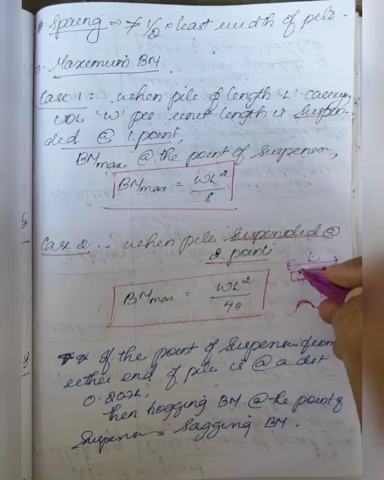 Spacing → ≯ 1/2 × least width of pile.
Maximum BM.
Case 1 : when pile of length 'L' carrying
UDL 'w' per unit length is suspen-
ded @ 1 point,
BMmax @ the point of suspension,
BMmax = wL²/8
Case 2 : when pile suspended @
2 point
L
BMmax = wL²/40
If the point of suspension from
either end of pile is @ a dist
0.207L,
then hogging BM @ the point of
suspension = sagging BM.